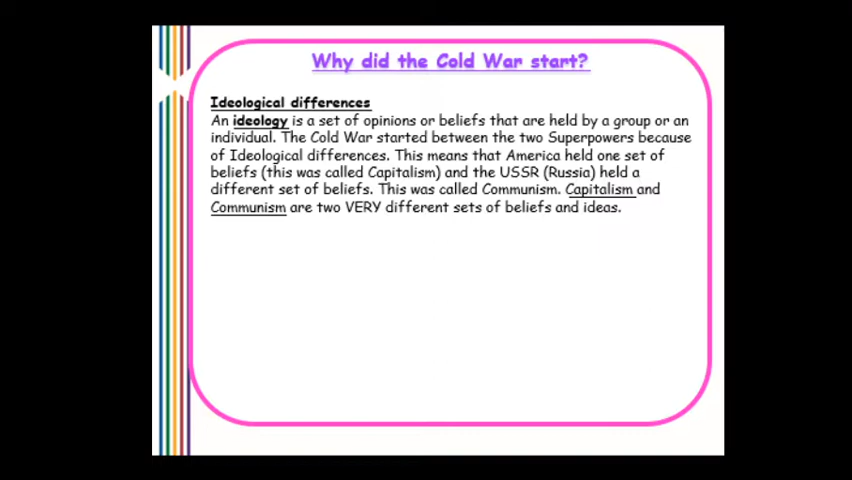 Why did the Cold War start?
Ideological differences
An ideology is a set of opinions or beliefs that are held by a group or an
individual. The Cold War started between the two Superpowers because
of Ideological differences. This means that America held one set of
beliefs (this was called Capitalism) and the USSR (Russia) held a
different set of beliefs. This was called Communism. Capitalism and
Communism are two VERY different sets of beliefs and ideas.